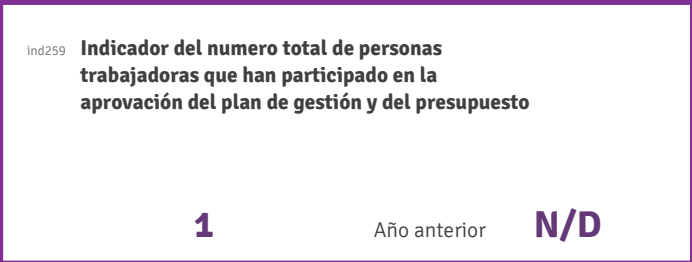 ind259 Indicador del numero total de personas
trabajadoras que han participado en la
aprovación del plan de gestión y del presupuesto
1 Año anterior N/D